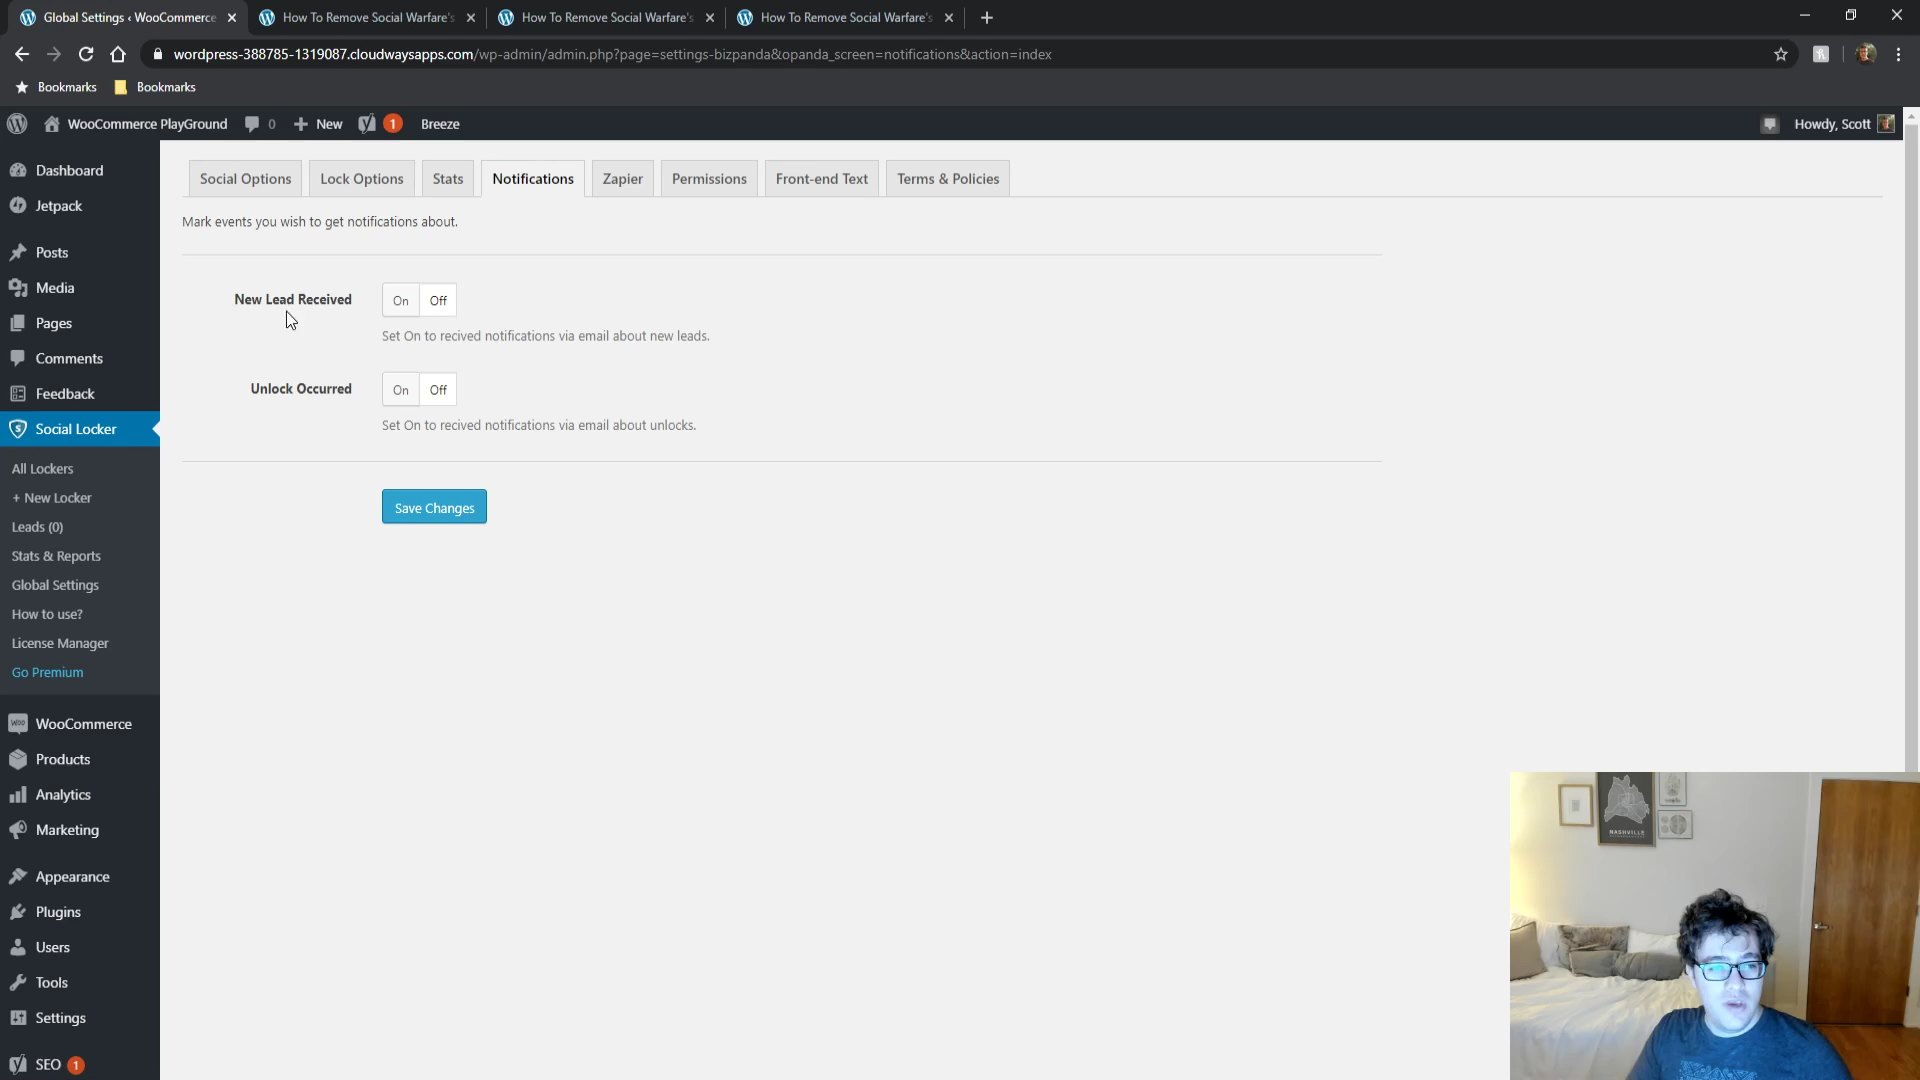 Global Settings ‹ WooCommerce
How To Remove Social Warfare's
How To Remove Social Warfare's
How To Remove Social Warfare's
wordpress-388785-1319087.cloudwaysapps.com/wp-admin/admin.php?page=settings-bizpanda&opanda_screen=notifications&action=index
Bookmarks
Bookmarks
WooCommerce PlayGround
0
New
1
Breeze
Howdy, Scott
Dashboard
Jetpack
Posts
Media
Pages
Comments
Feedback
Social Locker
All Lockers
+ New Locker
Leads (0)
Stats & Reports
Global Settings
How to use?
License Manager
Go Premium
WooCommerce
Products
Analytics
Marketing
Appearance
Plugins
Users
Tools
Settings
SEO 1
Social Options
Lock Options
Stats
Notifications
Zapier
Permissions
Front-end Text
Terms & Policies
Mark events you wish to get notifications about.
New Lead Received
On Off
Set On to recived notifications via email about new leads.
Unlock Occurred
On Off
Set On to recived notifications via email about unlocks.
Save Changes
NASHVILLE